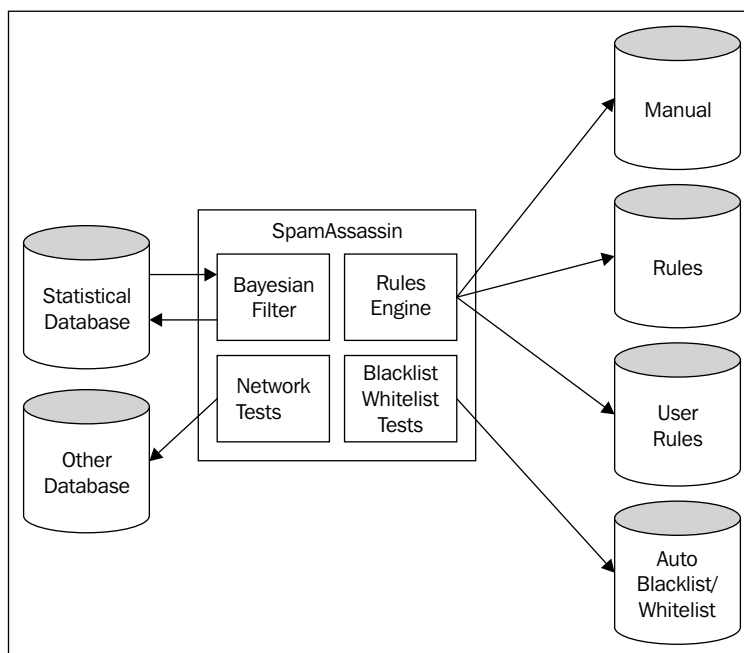 Manual
SpamAssassin
Statistical
Database
Bayesian
Filter
Rules
Engine
Rules
Network
Tests
Blacklist
Whitelist
Tests
User
Rules
Other
Database
Auto
Blacklist/
Whitelist